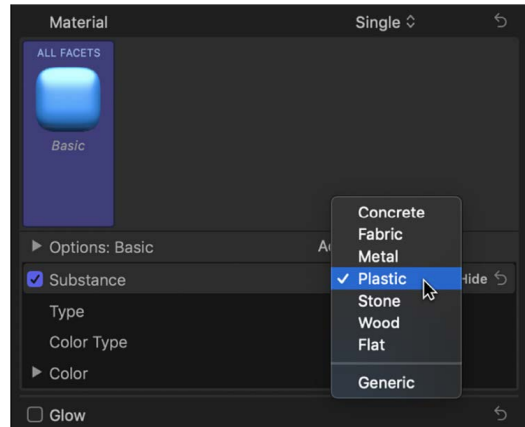 Material Single
ALL FACETS
Basic
Concrete
Fabric
Options: Basic
Metal
Substance Plastic Hide
Type Stone
Wood
Color Type Flat
Color Generic
Glow